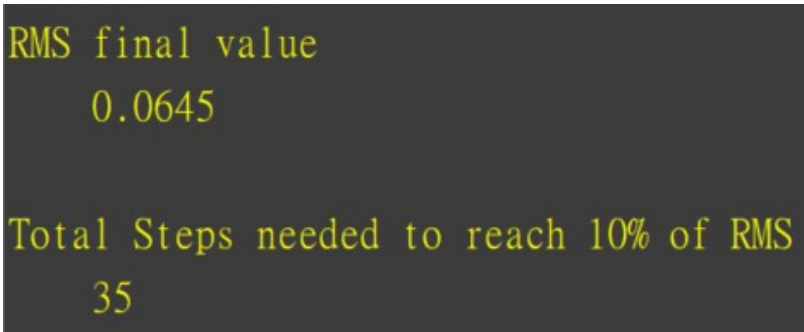 RMS final value
0.0645
Total Steps needed to reach 10% of RMS
35